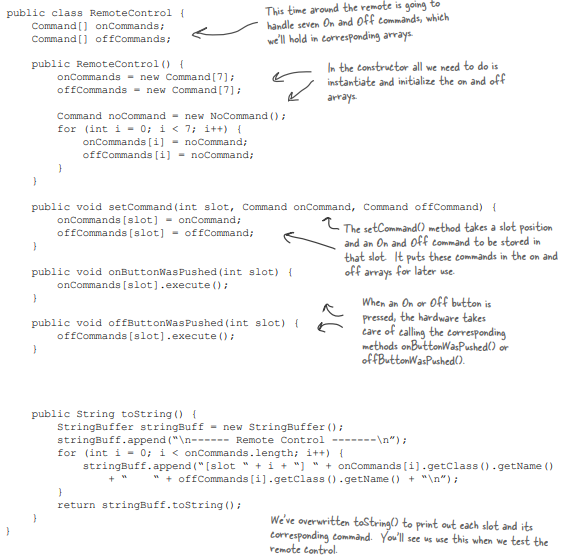 public class RemoteControl {
This time around the remote is going to
handle seven On and Off commands, which
we'll hold in corresponding arrays.
    Command[] onCommands;
    Command[] offCommands;
    public RemoteControl() {
        onCommands = new Command[7];
        offCommands = new Command[7];
In the constructor all we need to do is
instantiate and initialize the on and off
arrays.
        Command noCommand = new NoCommand();
        for (int i = 0; i < 7; i++) {
            onCommands[i] = noCommand;
            offCommands[i] = noCommand;
        }
    }
    public void setCommand(int slot, Command onCommand, Command offCommand) {
        onCommands[slot] = onCommand;
        offCommands[slot] = offCommand;
    }
The setCommand() method takes a slot position
and an On and Off command to be stored in
that slot. It puts these commands in the on and
off arrays for later use.
    public void onButtonWasPushed(int slot) {
        onCommands[slot].execute();
    }
    public void offButtonWasPushed(int slot) {
        offCommands[slot].execute();
    }
When an On or Off button is
pressed, the hardware takes
care of calling the corresponding
methods onButtonWasPushed() or
offButtonWasPushed().
    public String toString() {
        StringBuffer stringBuff = new StringBuffer();
        stringBuff.append(“\n------ Remote Control -------\n”);
        for (int i = 0; i < onCommands.length; i++) {
            stringBuff.append(“[slot “ + i + “] “ + onCommands[i].getClass().getName()
                + “    “ + offCommands[i].getClass().getName() + “\n”);
        }
        return stringBuff.toString();
    }
}
We've overwritten toString() to print out each slot and its
corresponding command. You'll see us use this when we test the
remote control.